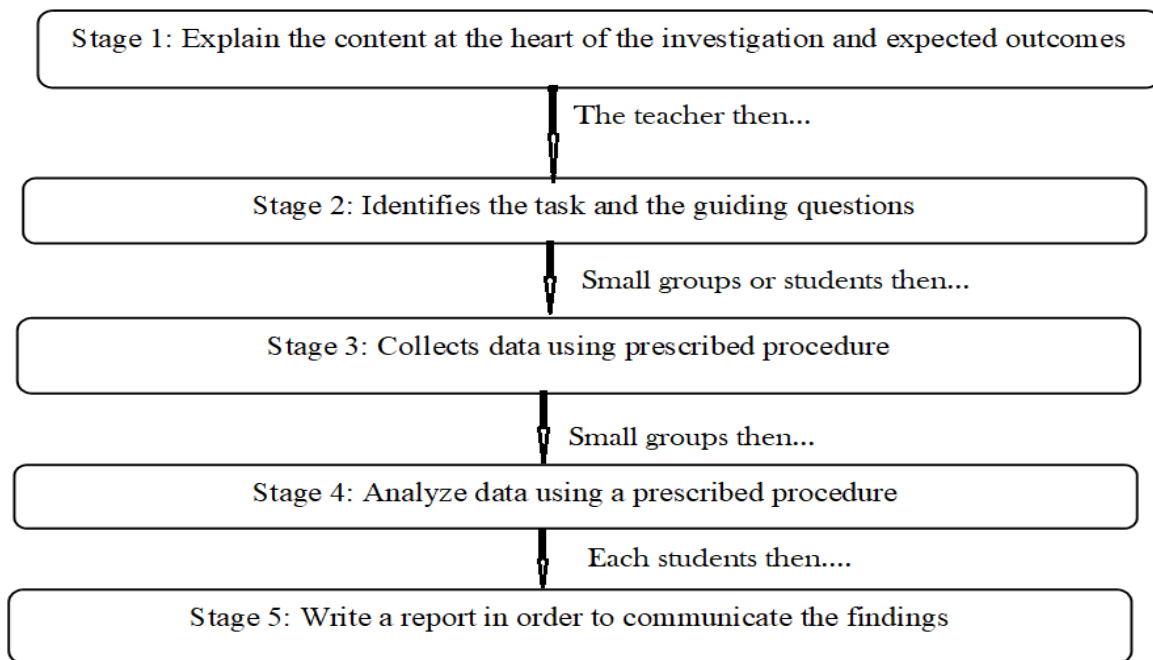 Stage 1: Explain the content at the heart of the investigation and expected outcomes
The teacher then...
Stage 2: Identifies the task and the guiding questions
Small groups or students then...
Stage 3: Collects data using prescribed procedure
Small groups then...
Stage 4: Analyze data using a prescribed procedure
Each students then....
Stage 5: Write a report in order to communicate the findings